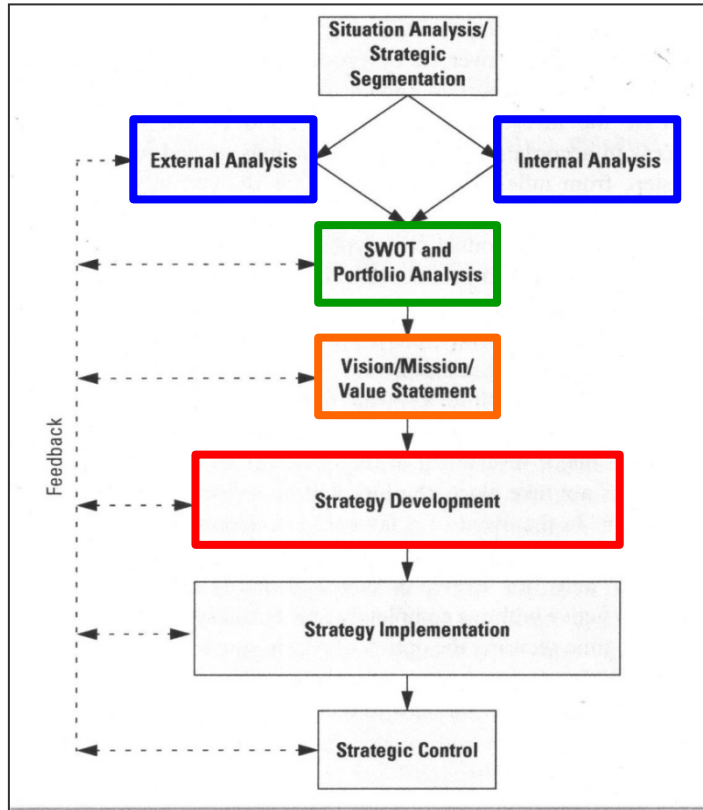 Situation Analysis/
Strategic
Segmentation
External Analysis
Internal Analysis
SWOT and
Portfolio Analysis
Vision/Mission/
Value Statement
Feedback
Strategy Development
Strategy Implementation
Strategic Control